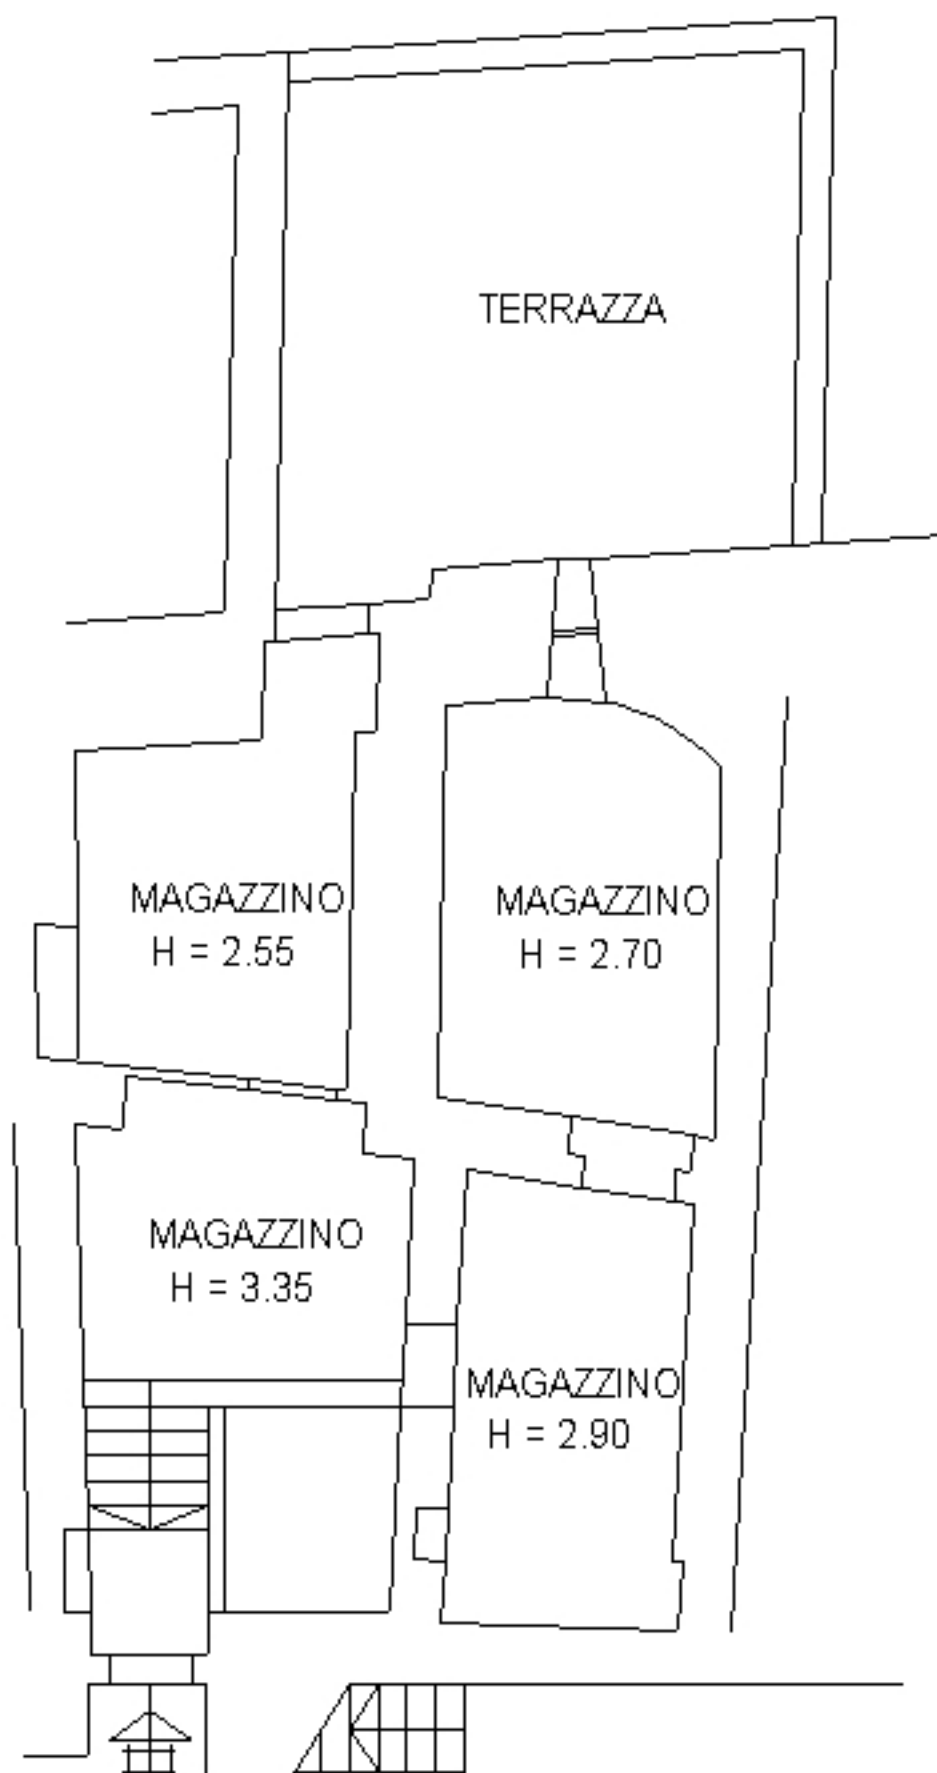 TERRAZZA
MAGAZZINO
H = 2.55
MAGAZZINO
H = 2.70
MAGAZZINO
H = 3.35
MAGAZZINO
H = 2.90